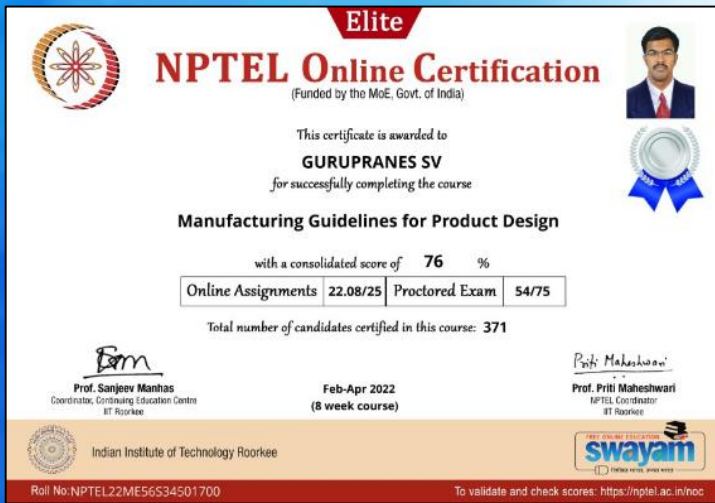 Elite
NPTEL Online Certification
(Funded by the MoE, Govt. of India)
This certificate is awarded to
GURUPRANES SV
for successfully completing the course
Manufacturing Guidelines for Product Design
with a consolidated score of 76 %
Online Assignments 22.08/25 Proctored Exam 54/75
Total number of candidates certified in this course: 371
Priti Maheshwari
Prof. Sanjeev Manhas
Coordinator, Continuing Education Centre
IIT Roorkee
Feb-Apr 2022
(8 week course)
Prof. Priti Maheshwari
NPTEL Coordinator
IIT Roorkee
Indian Institute of Technology Roorkee
FREE ONLINE EDUCATION
swayam
Roll No:NPTEL22ME56S34501700
To validate and check scores: https://nptel.ac.in/noc